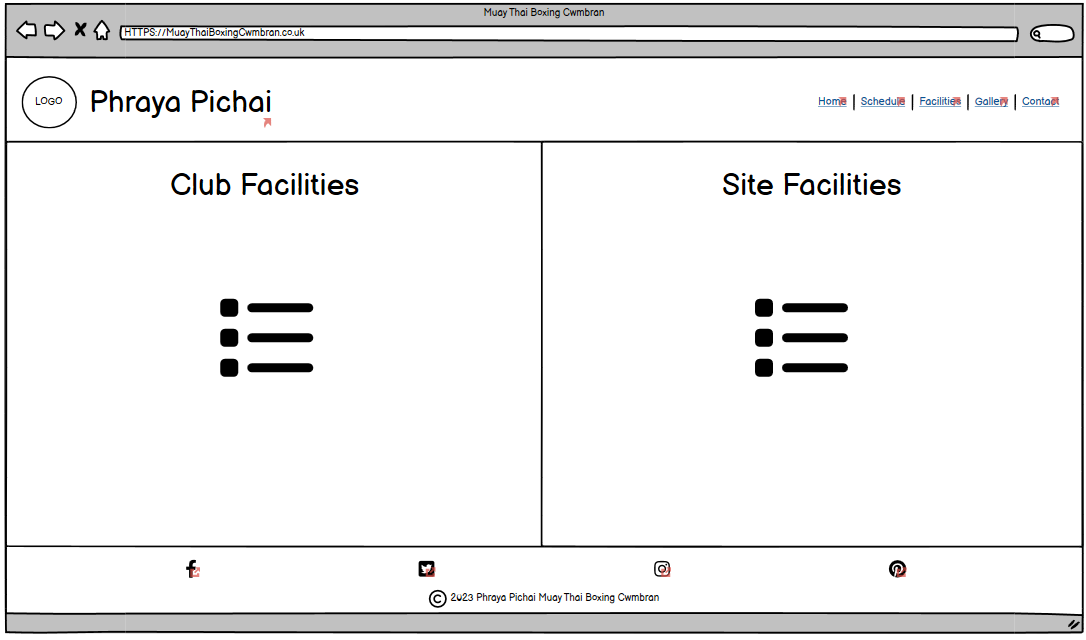 Muay Thai Boxing Cwmbran
HTTPS://MuayThaiBoxingCwmbran.co.uk
LOGO
Phraya Pichai
Home | Schedule | Facilities | Gallery | Contact
Club Facilities
Site Facilities
© 2023 Phraya Pichai Muay Thai Boxing Cwmbran